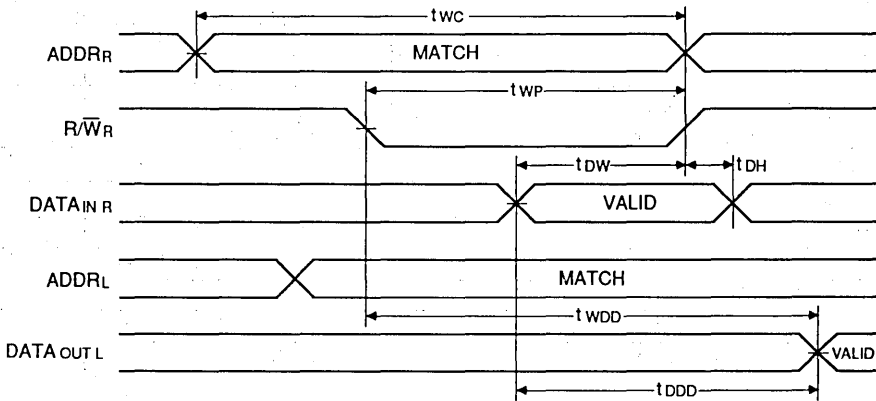 tWC
ADDRR MATCH
tWP
R/W̅R
tDW tDH
DATAIN R VALID
ADDRL MATCH
tWDD
DATAOUT L VALID
tDDD